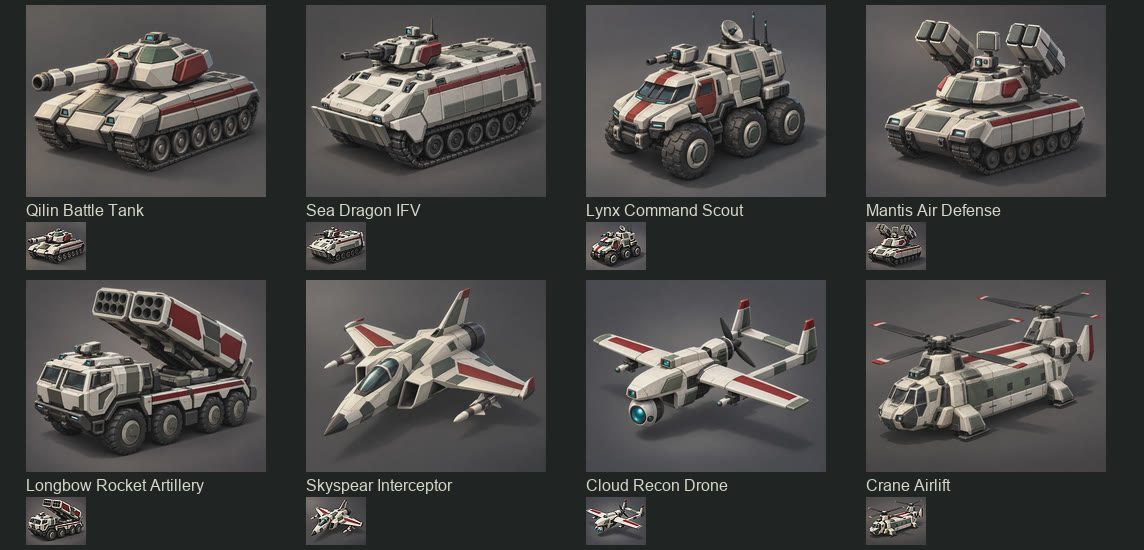 Qilin Battle Tank
Sea Dragon IFV
Lynx Command Scout
Mantis Air Defense
Longbow Rocket Artillery
Skyspear Interceptor
Cloud Recon Drone
Crane Airlift